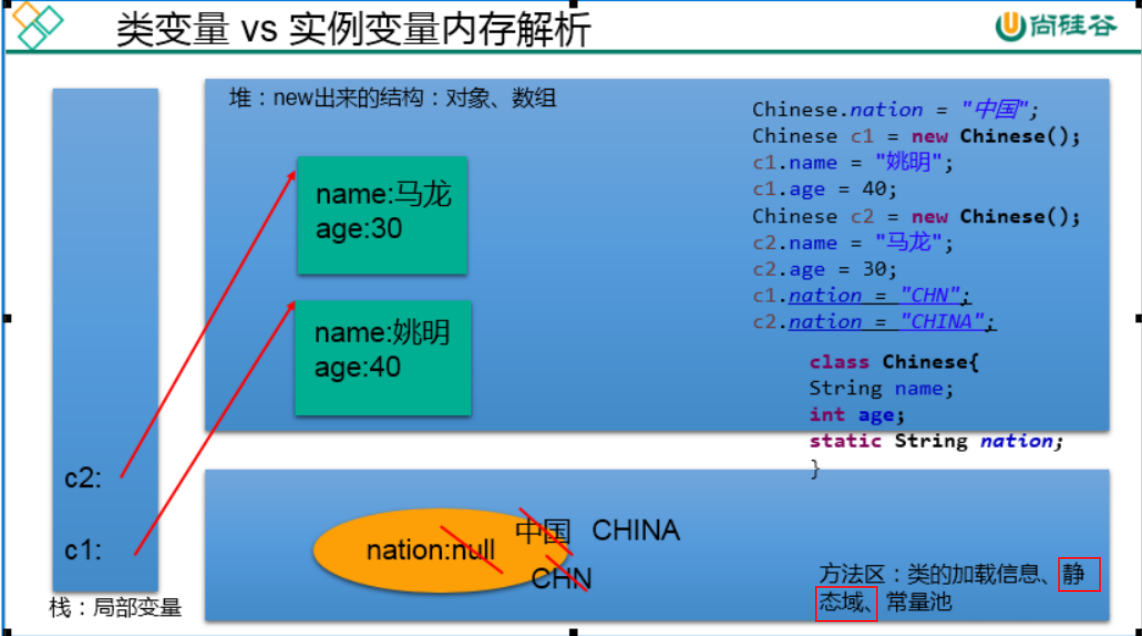 类变量 vs 实例变量内存解析
尚硅谷
堆：new出来的结构：对象、数组
name:马龙
age:30
name:姚明
age:40
Chinese.nation = "中国";
Chinese c1 = new Chinese();
c1.name = "姚明";
c1.age = 40;
Chinese c2 = new Chinese();
c2.name = "马龙";
c2.age = 30;
c1.nation = "CHN";
c2.nation = "CHINA";
class Chinese{
String name;
int age;
static String nation;
}
c2:
c1:
栈：局部变量
nation:null
中国 CHINA
CHN
方法区：类的加载信息、静
态域、常量池